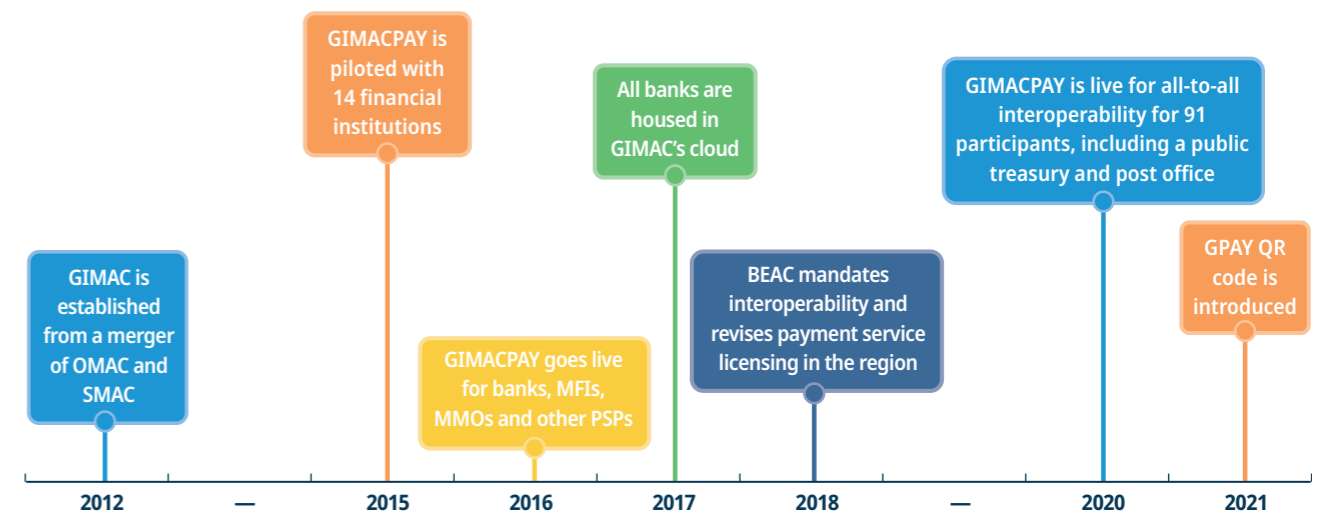 GIMAC is
established
from a merger
of OMAC and
SMAC
GIMACPAY is
piloted with
14 financial
institutions
GIMACPAY goes live
for banks, MFIs,
MMOs and other PSPs
All banks are
housed in
GIMAC’s cloud
BEAC mandates
interoperability and
revises payment service
licensing in the region
GIMACPAY is live for all-to-all
interoperability for 91
participants, including a public
treasury and post office
GPAY QR
code is
introduced
2012 — 2015 2016 2017 2018 — 2020 2021